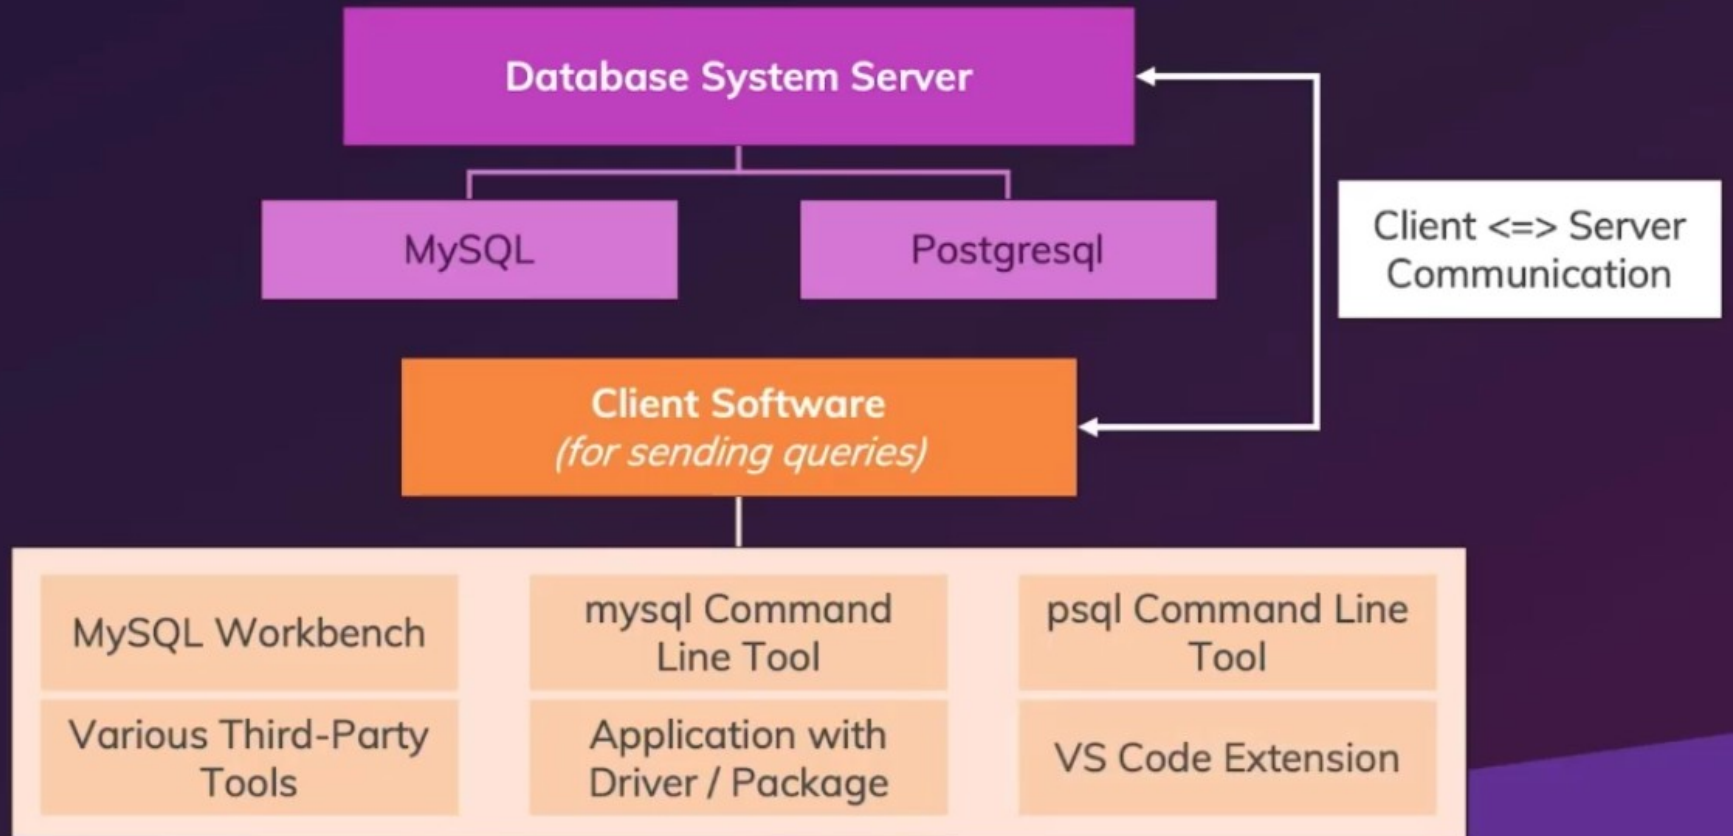 Database System Server
MySQL
Postgresql
Client <=> Server
Communication
Client Software
(for sending queries)
MySQL Workbench
mysql Command
Line Tool
psql Command Line
Tool
Various Third-Party
Tools
Application with
Driver / Package
VS Code Extension